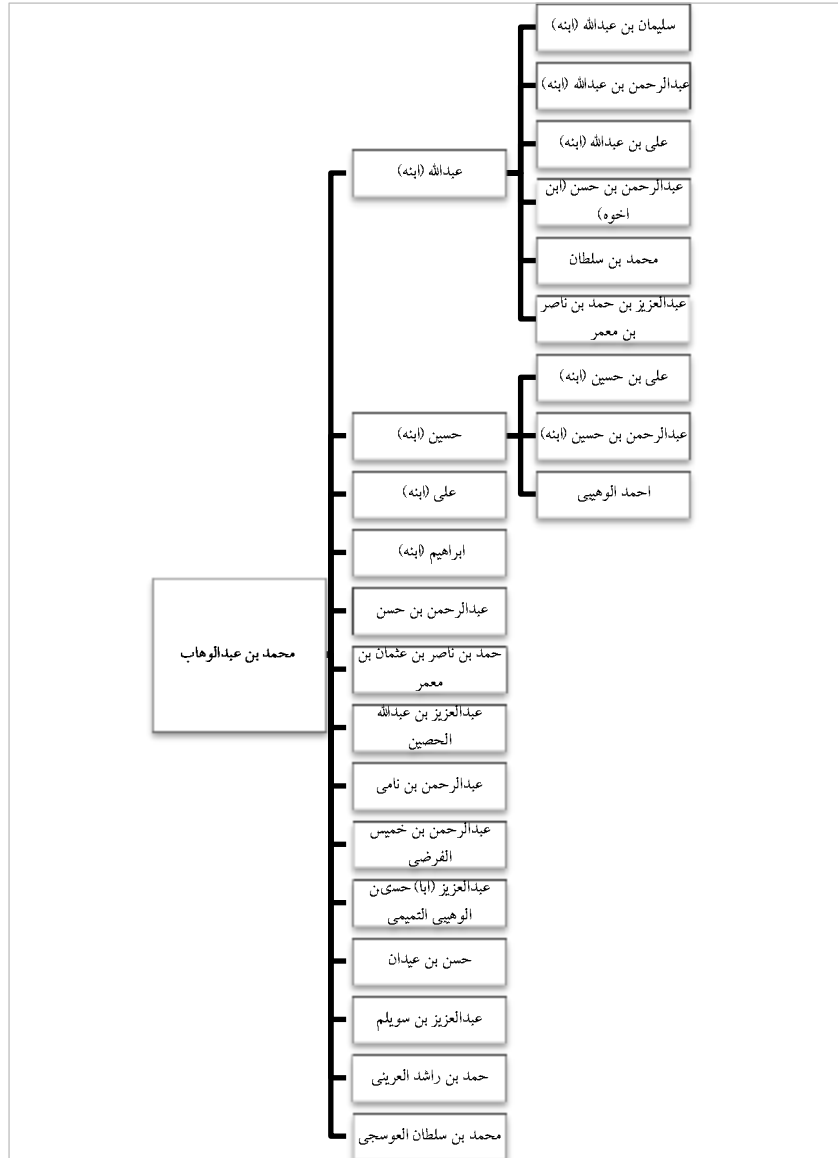 محمد بن عبدالوهاب
عبدالله (ابنه)
سلیمان بن عبدالله (ابنه)
عبدالرحمن بن عبدالله (ابنه)
علی بن عبدالله (ابنه)
عبدالرحمن بن حسن (ابن
اخوه)
محمد بن سلطان
عبدالعزیز بن حمد بن ناصر
بن معمر
حسین (ابنه)
علی بن حسین (ابنه)
عبدالرحمن بن حسین (ابنه)
احمد الوهیبی
علی (ابنه)
ابراهیم (ابنه)
عبدالرحمن بن حسن
حمد بن ناصر بن عثمان بن
معمر
عبدالعزیز بن عبدالله
الحصین
عبدالرحمن بن نامی
عبدالرحمن بن خمیس
الفرضی
عبدالعزیز (ابا) حسین
الوهیبی التمیمی
حسن بن عیدان
عبدالعزیز بن سویلم
حمد بن راشد العرینی
محمد بن سلطان العوسجی